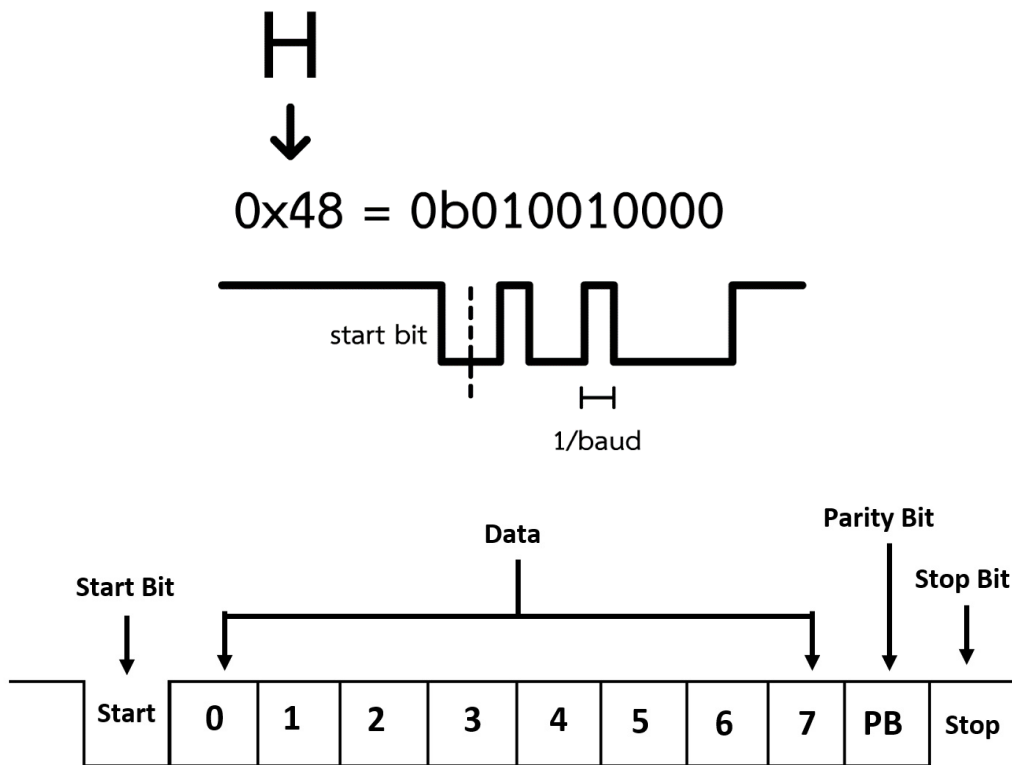 H
0x48 = 0b010010000
start bit
1/baud
Data
Parity Bit
Start Bit
Stop Bit
Start 0 1 2 3 4 5 6 7 PB Stop